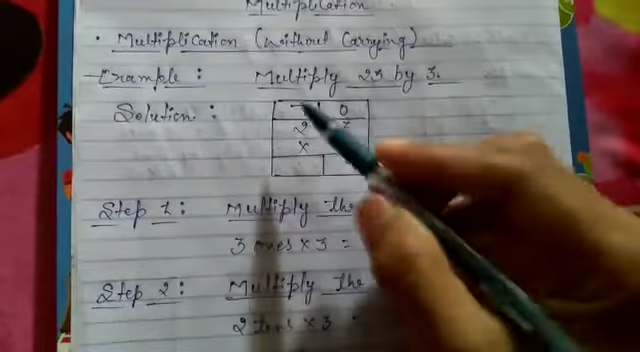 Multiplication
• Multiplication (without carrying)
Example : Multiply 23 by 3.
Solution :
O
2
×
Step 1 : Multiply the
3 ones × 3 =
Step 2 : Multiply the
2 tens × 3